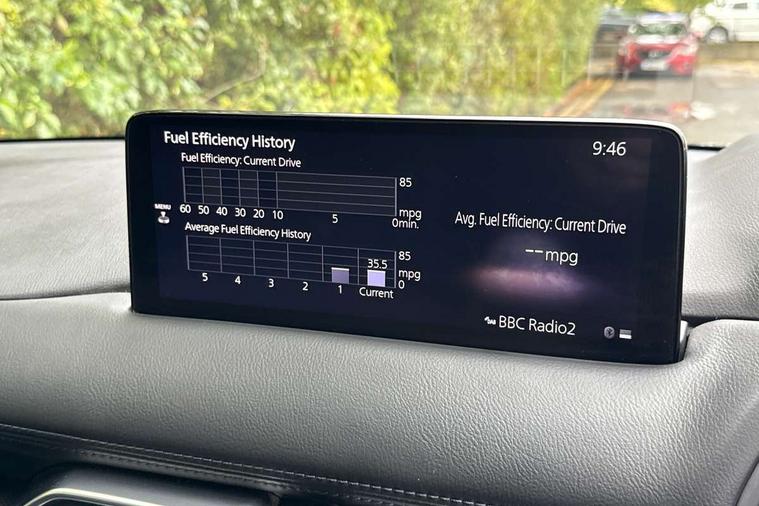 Fuel Efficiency History
9:46
Fuel Efficiency: Current Drive
85
MENU
60 50 40 30 20 10 5 0min.
mpg
Avg. Fuel Efficiency: Current Drive
--mpg
Average Fuel Efficiency History
85
35.5
mpg
0
5 4 3 2 1 Current
BBC Radio2